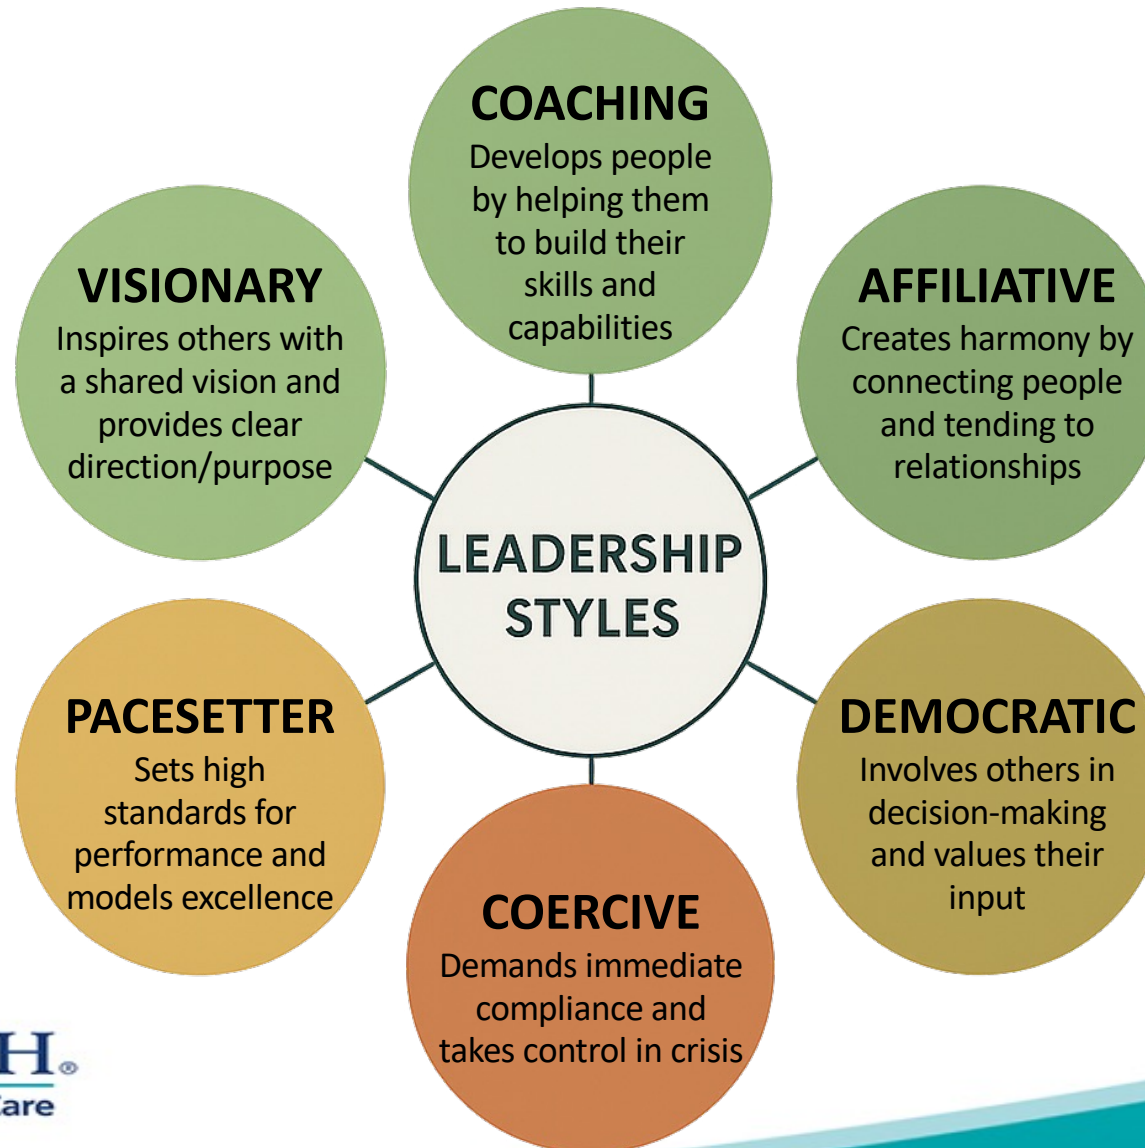 COACHING
Develops people
by helping them
to build their
skills and
capabilities
VISIONARY
Inspires others with
a shared vision and
provides clear
direction/purpose
AFFILIATIVE
Creates harmony by
connecting people
and tending to
relationships
LEADERSHIP
STYLES
PACESETTER
Sets high
standards for
performance and
models excellence
DEMOCRATIC
Involves others in
decision-making
and values their
input
COERCIVE
Demands immediate
compliance and
takes control in crisis
H®
Care